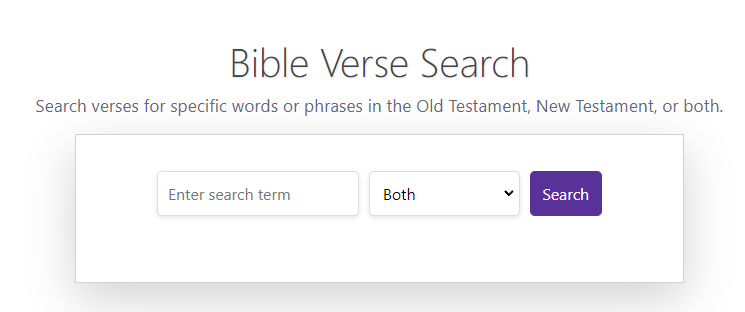 Bible Verse Search
Search verses for specific words or phrases in the Old Testament, New Testament, or both.
Enter search term Both Search